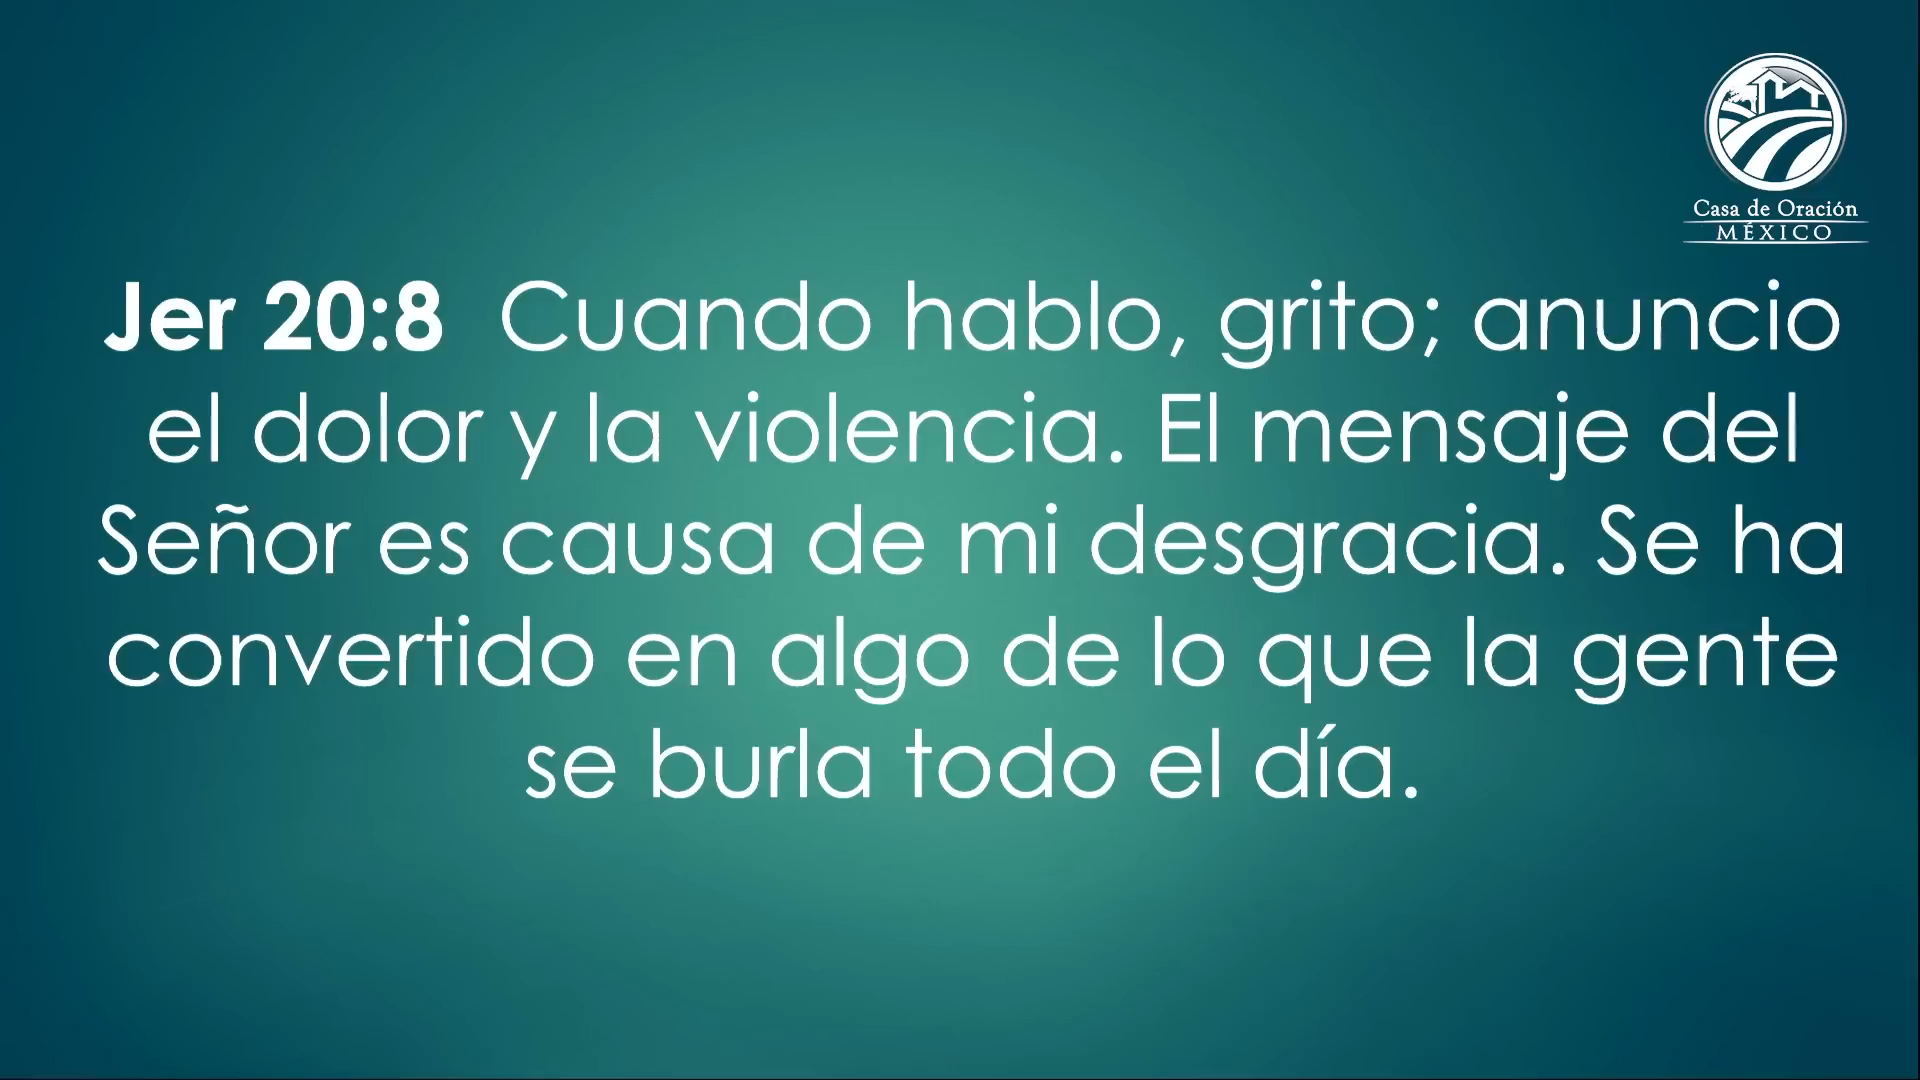 Casa de Oración
MÉXICO
Jer 20:8 Cuando hablo, grito; anuncio
el dolor y la violencia. El mensaje del
Señor es causa de mi desgracia. Se ha
convertido en algo de lo que la gente
se burla todo el día.